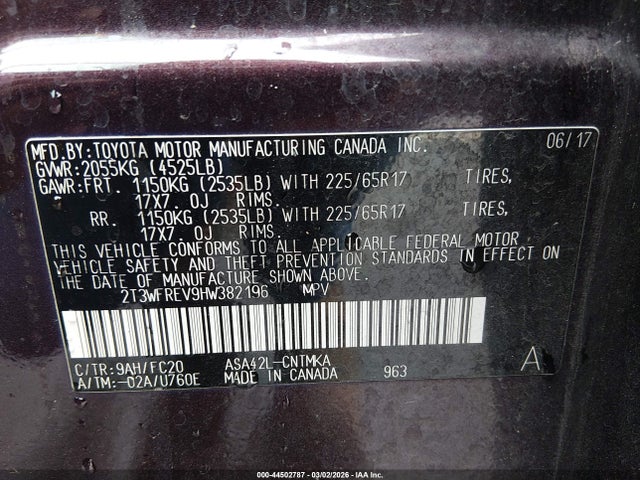 MFD.BY:TOYOTA MOTOR MANUFACTURING CANADA INC. 06/17
GVWR:2055KG (4525LB)
GAWR:FRT. 1150KG (2535LB) WITH 225/65R17 TIRES,
17X7.0J RIMS.
RR. 1150KG (2535LB) WITH 225/65R17 TIRES,
17X7.0J RIMS.
THIS VEHICLE CONFORMS TO ALL APPLICABLE FEDERAL MOTOR
VEHICLE SAFETY AND THEFT PREVENTION STANDARDS IN EFFECT ON
THE DATE OF MANUFACTURE SHOWN ABOVE.
2T3WFREV9HW382196 MPV
C/TR:9AH/FC20 ASA42L-CNTMKA
A/TM:-02A/U760E MADE IN CANADA 963 A
000-44502787 - 03/02/2026 - IAA Inc.